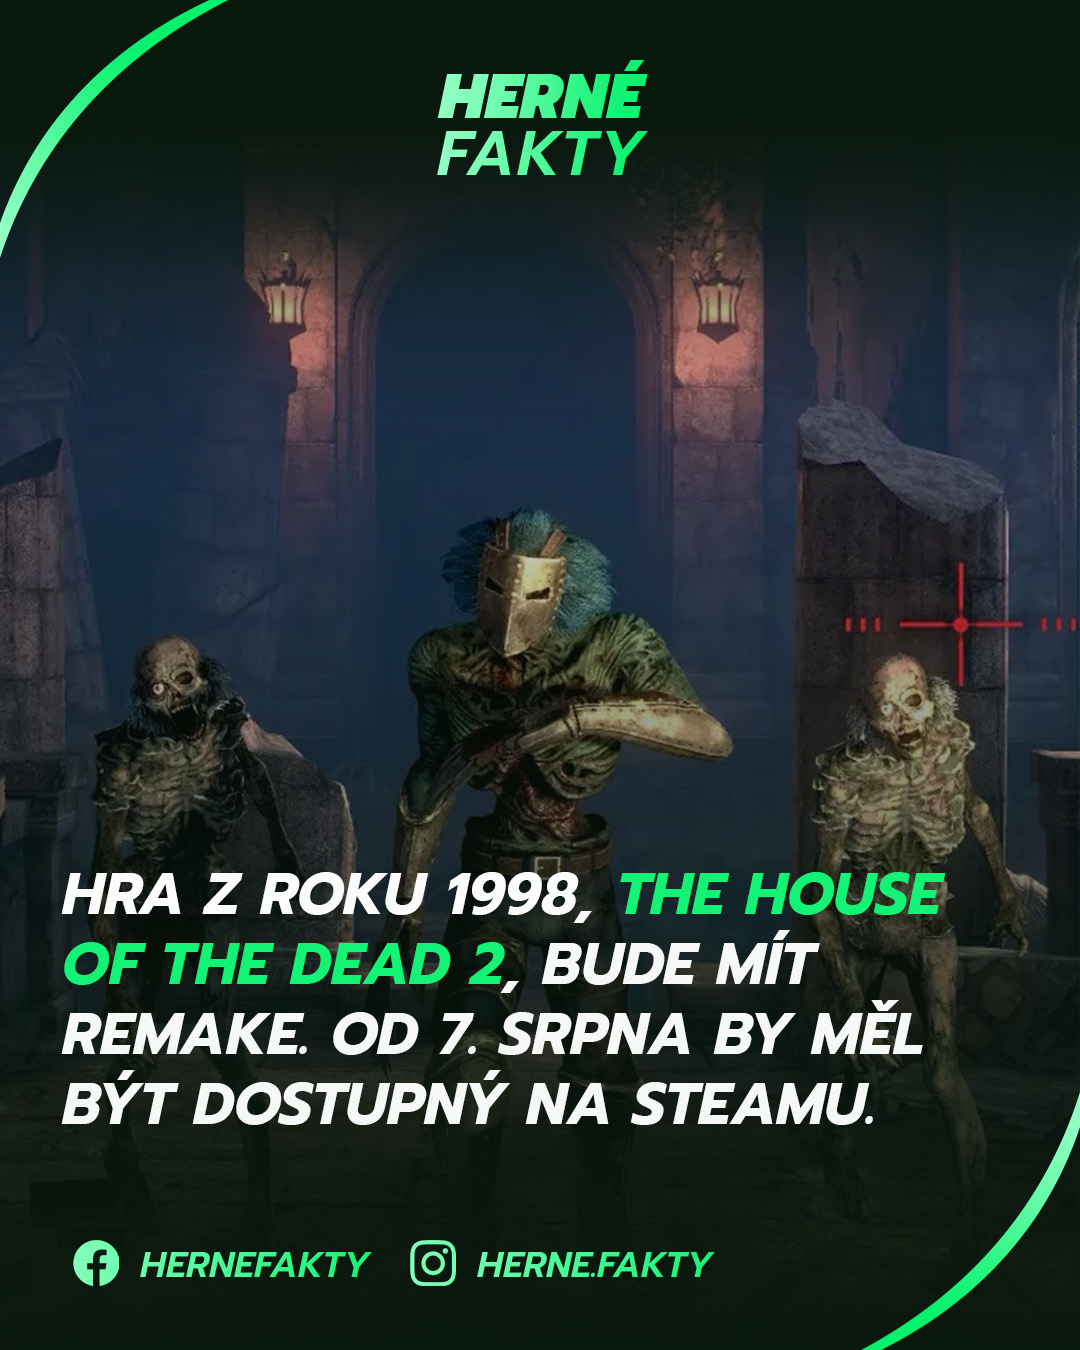 HERNÉ
FAKTY
HRA Z ROKU 1998, THE HOUSE
OF THE DEAD 2, BUDE MÍT
REMAKE. OD 7. SRPNA BY MĚL
BÝT DOSTUPNÝ NA STEAMU.
HERNEFAKTY HERNE.FAKTY